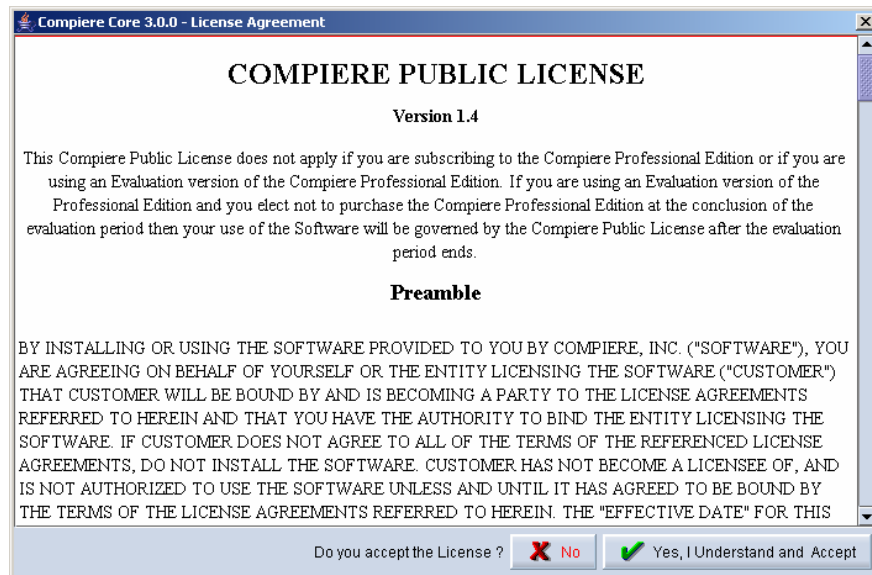 Compiere Core 3.0.0 - License Agreement
COMPIERE PUBLIC LICENSE
Version 1.4
This Compiere Public License does not apply if you are subscribing to the Compiere Professional Edition or if you are
using an Evaluation version of the Compiere Professional Edition. If you are using an Evaluation version of the
Professional Edition and you elect not to purchase the Compiere Professional Edition at the conclusion of the
evaluation period then your use of the Software will be governed by the Compiere Public License after the evaluation
period ends.
Preamble
BY INSTALLING OR USING THE SOFTWARE PROVIDED TO YOU BY COMPIERE, INC. ("SOFTWARE"), YOU
ARE AGREEING ON BEHALF OF YOURSELF OR THE ENTITY LICENSING THE SOFTWARE ("CUSTOMER")
THAT CUSTOMER WILL BE BOUND BY AND IS BECOMING A PARTY TO THE LICENSE AGREEMENTS
REFERRED TO HEREIN AND THAT YOU HAVE THE AUTHORITY TO BIND THE ENTITY LICENSING THE
SOFTWARE. IF CUSTOMER DOES NOT AGREE TO ALL OF THE TERMS OF THE REFERENCED LICENSE
AGREEMENTS, DO NOT INSTALL THE SOFTWARE. CUSTOMER HAS NOT BECOME A LICENSEE OF, AND
IS NOT AUTHORIZED TO USE THE SOFTWARE UNLESS AND UNTIL IT HAS AGREED TO BE BOUND BY
THE TERMS OF THE LICENSE AGREEMENTS REFERRED TO HEREIN. THE "EFFECTIVE DATE" FOR THIS
Do you accept the License ? No Yes, I Understand and Accept